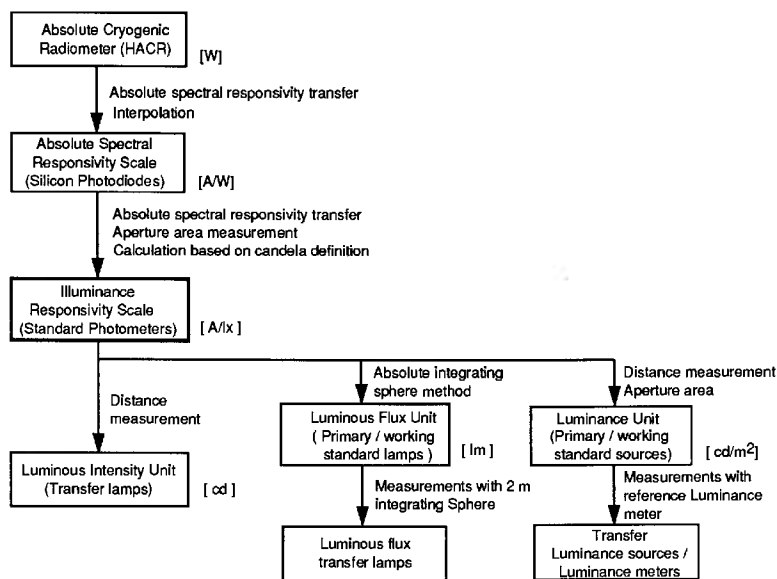 Absolute Cryogenic
Radiometer (HACR)
[W]
Absolute spectral responsivity transfer
Interpolation
Absolute Spectral
Responsivity Scale
(Silicon Photodiodes)
[A/W]
Absolute spectral responsivity transfer
Aperture area measurement
Calculation based on candela definition
Illuminance
Responsivity Scale
(Standard Photometers)
[ A/lx ]
Distance
measurement
Absolute integrating
sphere method
Distance measurement
Aperture area
Luminous Intensity Unit
(Transfer lamps)
[ cd ]
Luminous Flux Unit
( Primary / working
standard lamps )
[ lm ]
Luminance Unit
(Primary / working
standard sources)
[ cd/m2]
Measurements with 2 m
integrating Sphere
Measurements with
reference Luminance
meter
Luminous flux
transfer lamps
Transfer
Luminance sources /
Luminance meters